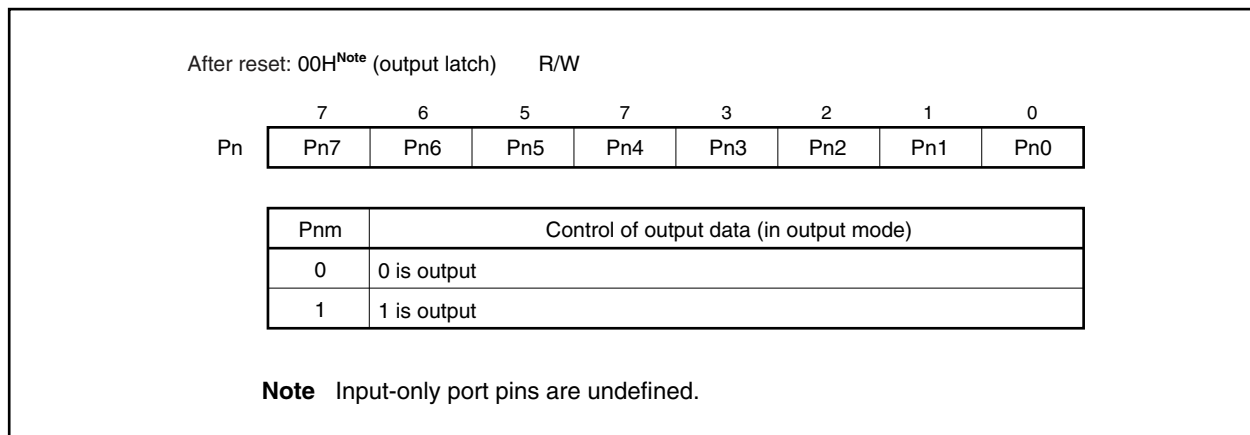 After reset: 00HNote (output latch) R/W
7 6 5 7 3 2 1 0
Pn Pn7 Pn6 Pn5 Pn4 Pn3 Pn2 Pn1 Pn0
Pnm Control of output data (in output mode)
0 0 is output
1 1 is output
Note Input-only port pins are undefined.